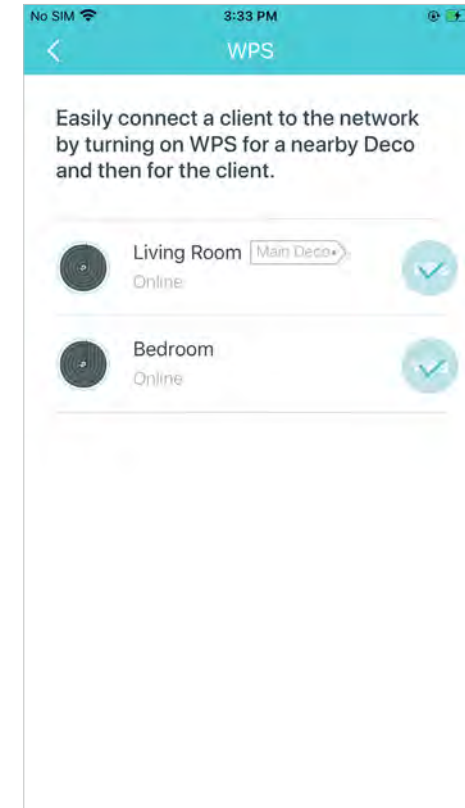 No SIM 3:33 PM
WPS
Easily connect a client to the network
by turning on WPS for a nearby Deco
and then for the client.
Living Room Main Deco
Online
Bedroom
Online